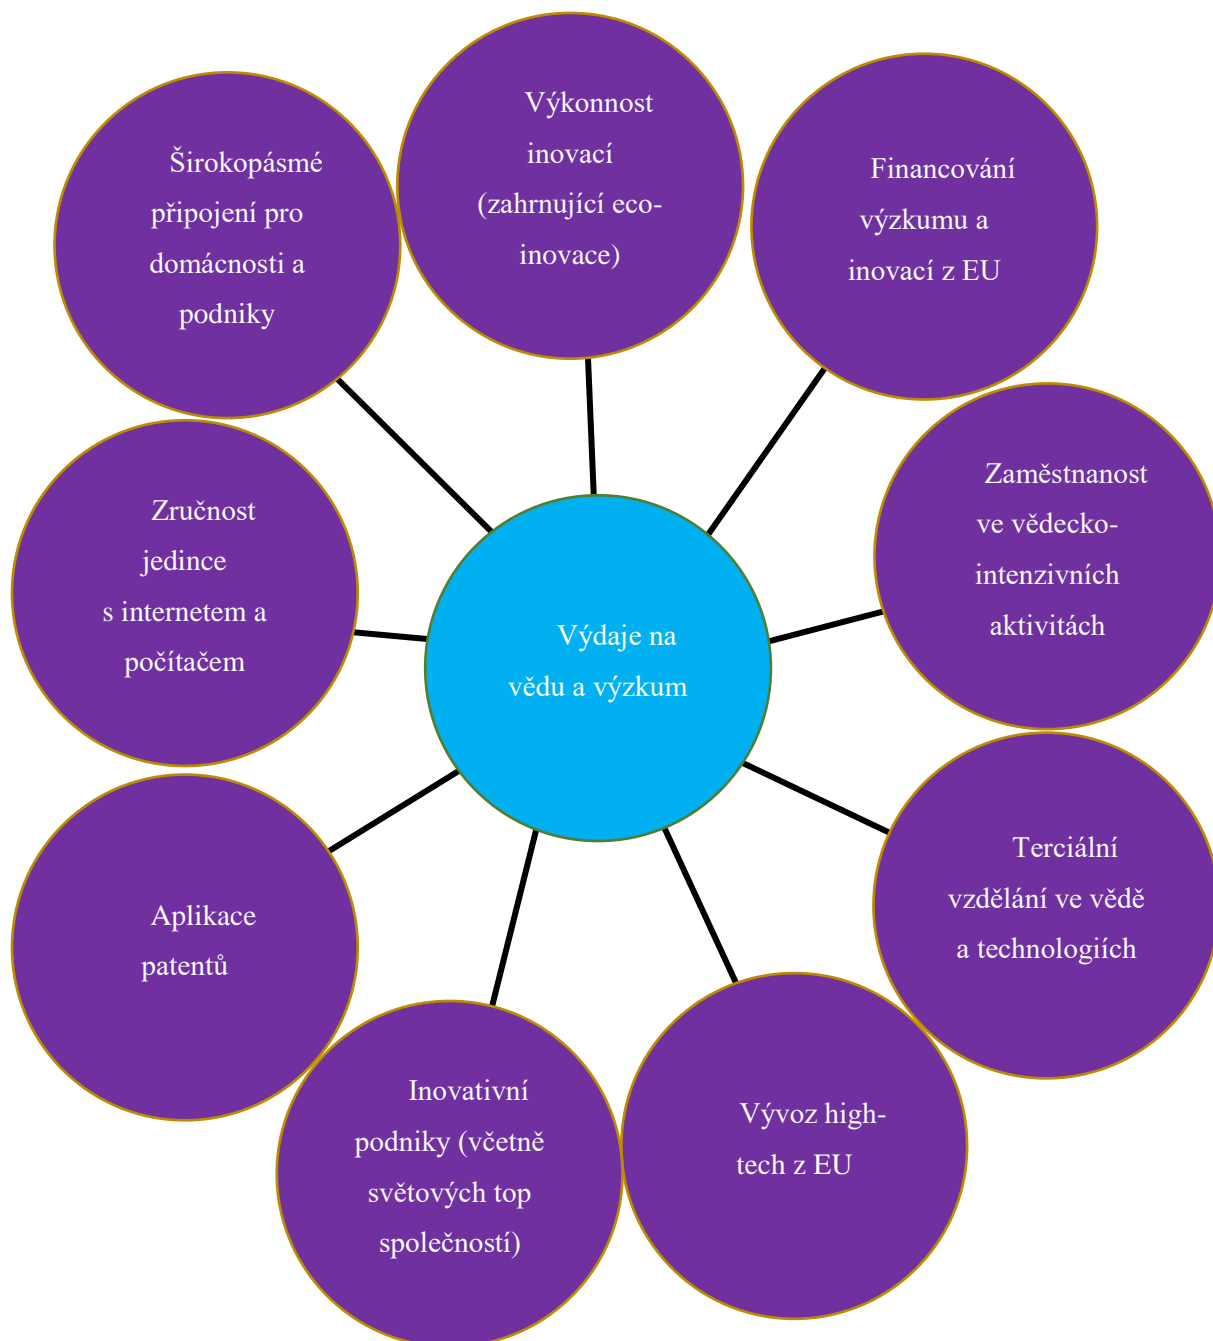 Výkonnost
inovací
(zahrnující eco-
inovace)
Financování
výzkumu a
inovací z EU
Zaměstnanost
ve vědecko-
intenzivních
aktivitách
Terciální
vzdělání ve vědě
a technologiích
Vývoz high-
tech z EU
Inovativní
podniky (včetně
světových top
společností)
Aplikace
patentů
Zručnost
jedince
s internetem a
počítačem
Širokopásmé
připojení pro
domácnosti a
podniky
Výdaje na
vědu a výzkum